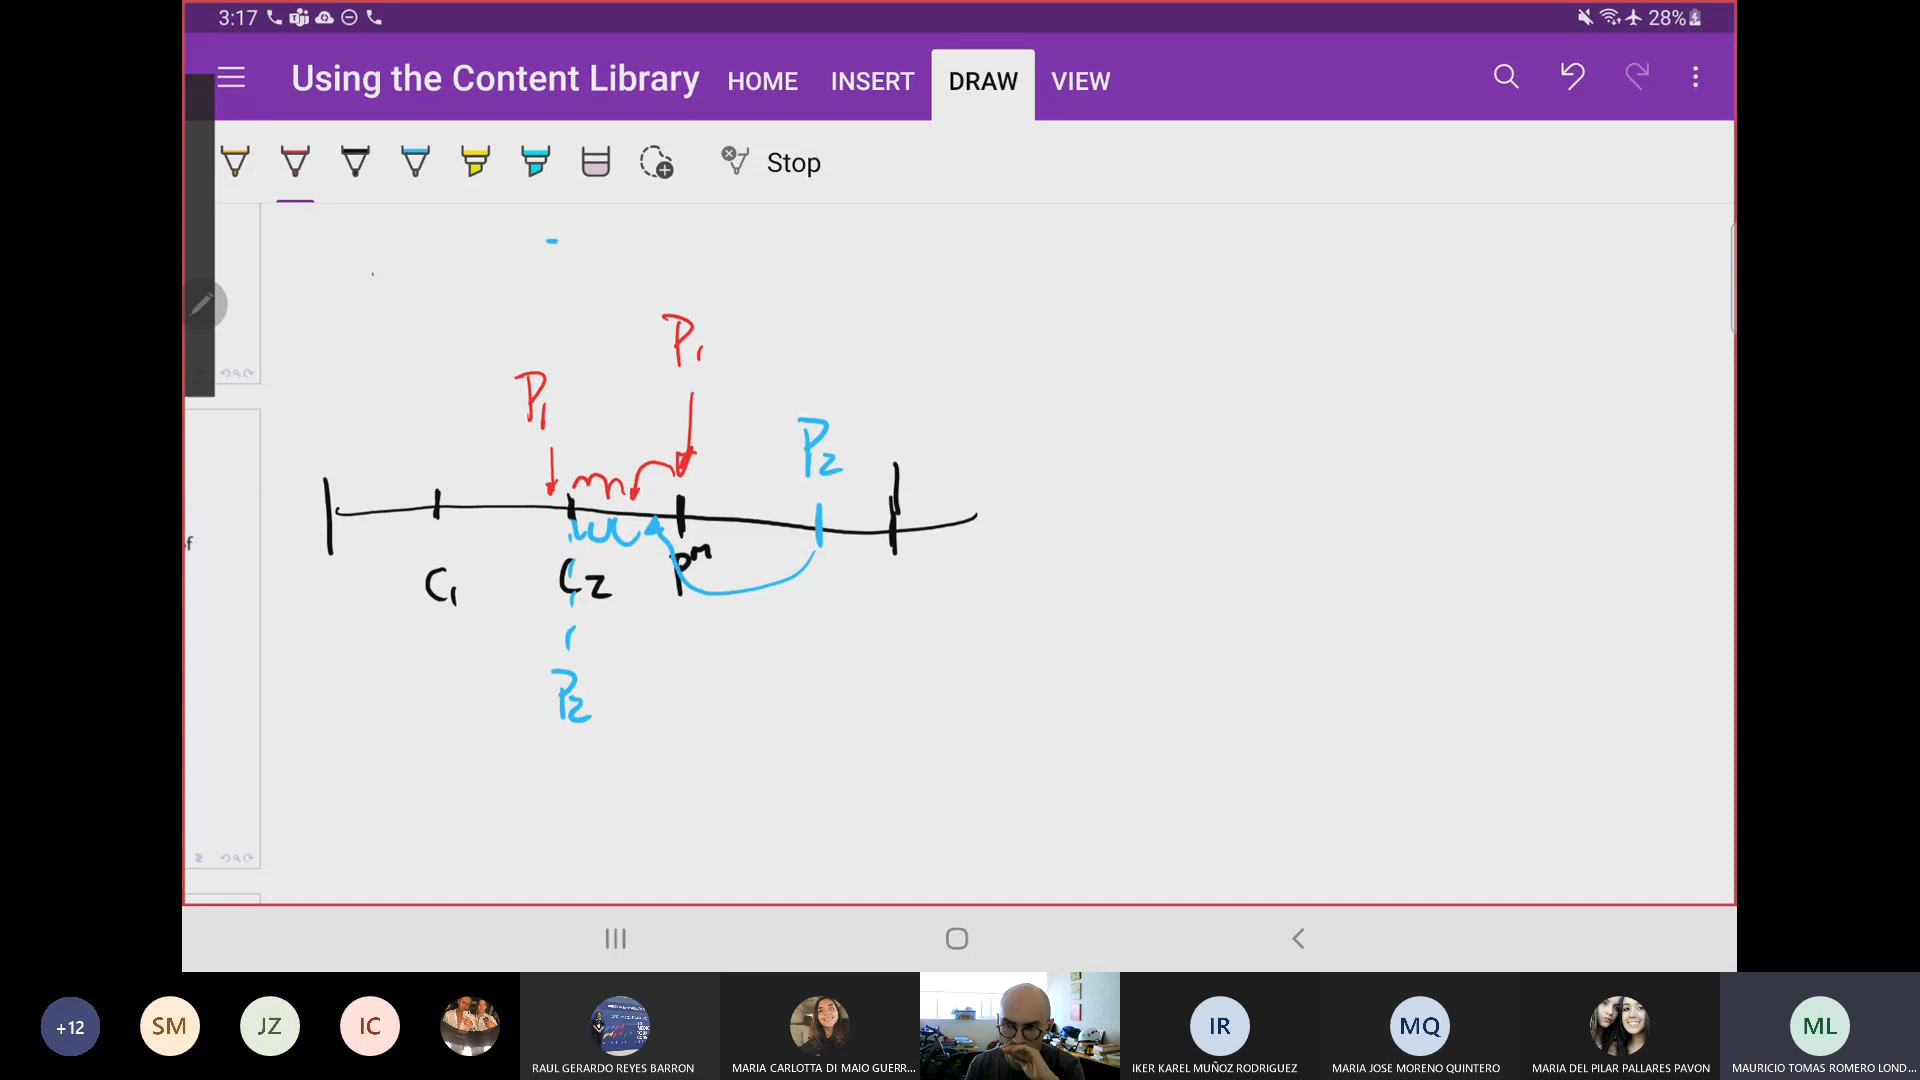 3:17 28%
Using the Content Library HOME INSERT DRAW VIEW
Stop
P1
P1
P2
C1 C2 pm
P2
f
+12 SM JZ IC IR MQ ML
RAUL GERARDO REYES BARRON MARIA CARLOTTA DI MAIO GUERR... IKER KAREL MUÑOZ RODRIGUEZ MARIA JOSE MORENO QUINTERO MARIA DEL PILAR PALLARES PAVON MAURICIO TOMAS ROMERO LOND...